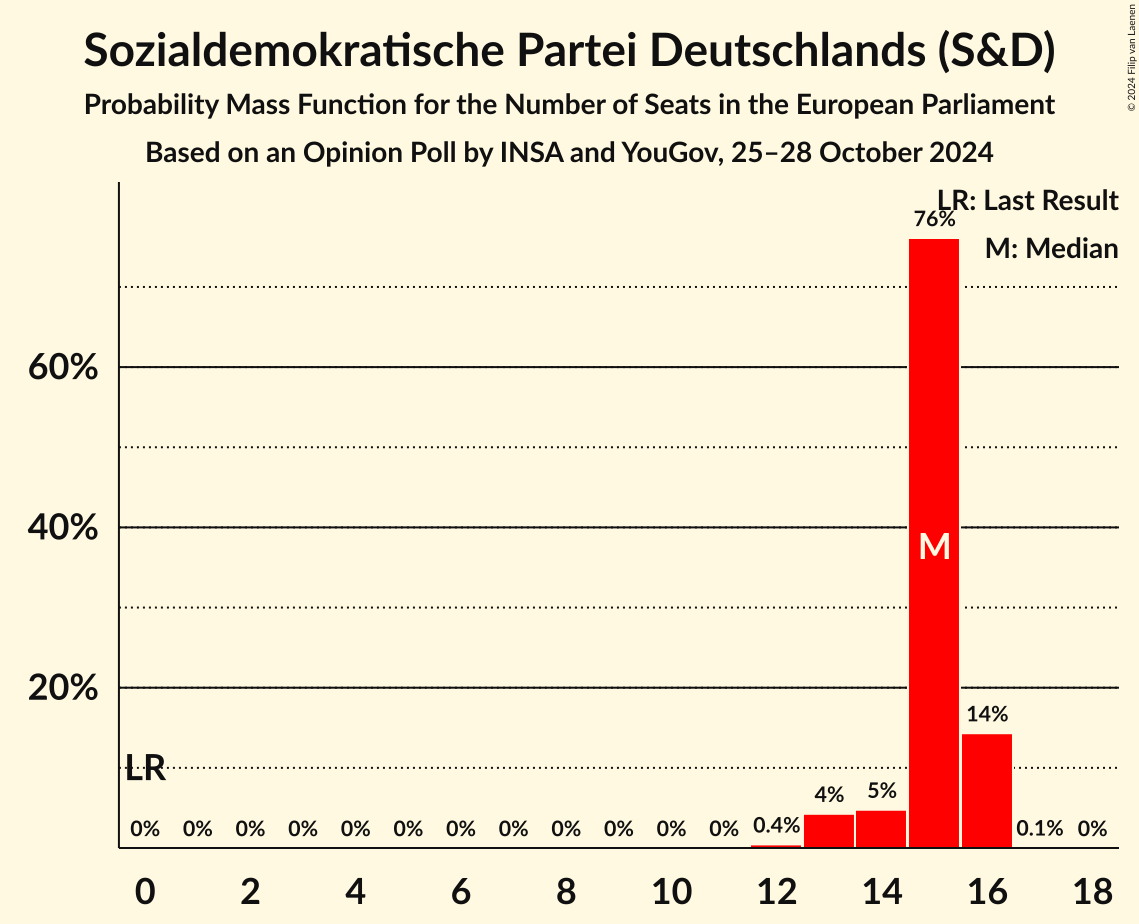 Sozialdemokratische Partei Deutschlands (S&D)
Probability Mass Function for the Number of Seats in the European Parliament
Based on an Opinion Poll by INSA and YouGov, 25–28 October 2024
© 2024 Filip van Laenen
LR: Last Result
M: Median
76%
60%
40%
M
20%
14%
LR
0% 0% 0% 0% 0% 0% 0% 0% 0% 0% 0% 0% 0.4% 4% 5% 0.1% 0%
0 2 4 6 8 10 12 14 16 18